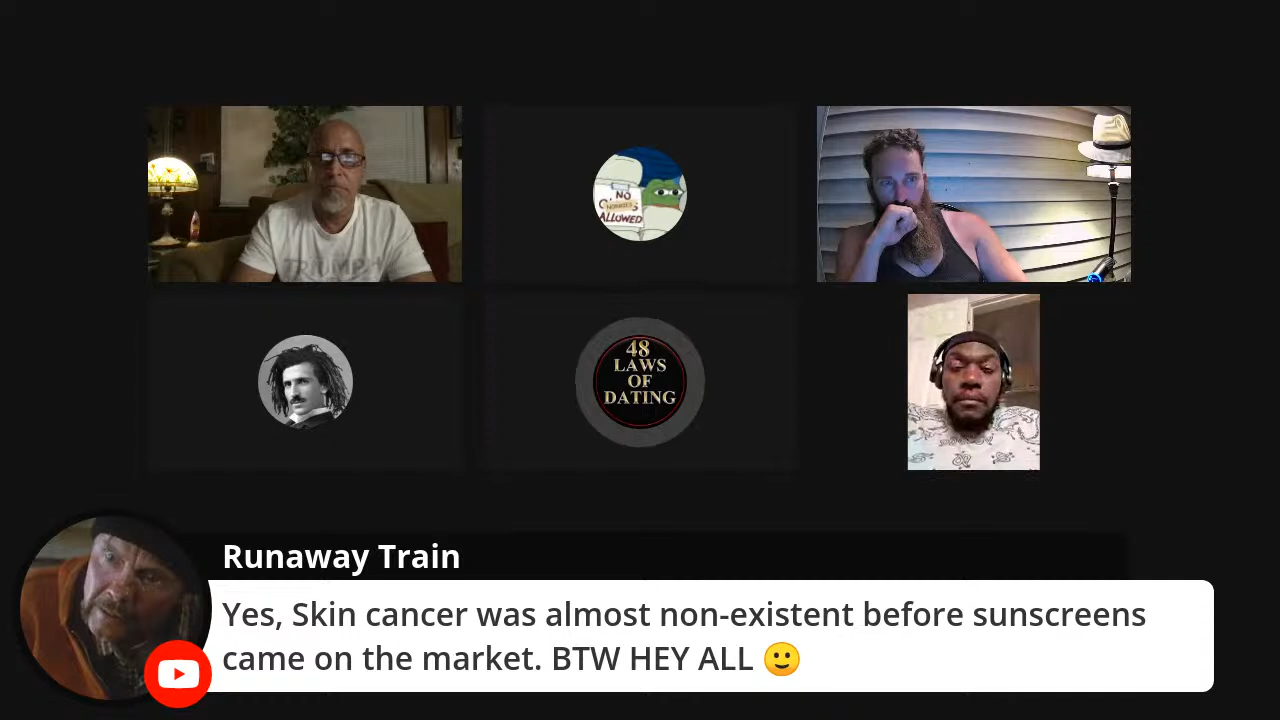 TRIUMPH
NO
ALLOWED
48
LAWS
OF
DATING
Runaway Train
Yes, Skin cancer was almost non-existent before sunscreens
came on the market. BTW HEY ALL 🙂